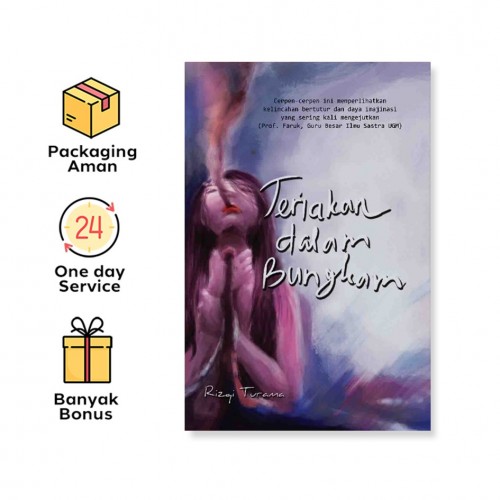 Packaging
Aman
24
One day
Service
Banyak
Bonus
Cerpen-cerpen ini memperlihatkan
kelincahan bertutur dan daya imajinasi
yang sering kali mengejutkan
(Prof. Faruk, Guru Besar Ilmu Sastra UGM)
Teriakan
dalam
Bungkam
Rizqi Turama